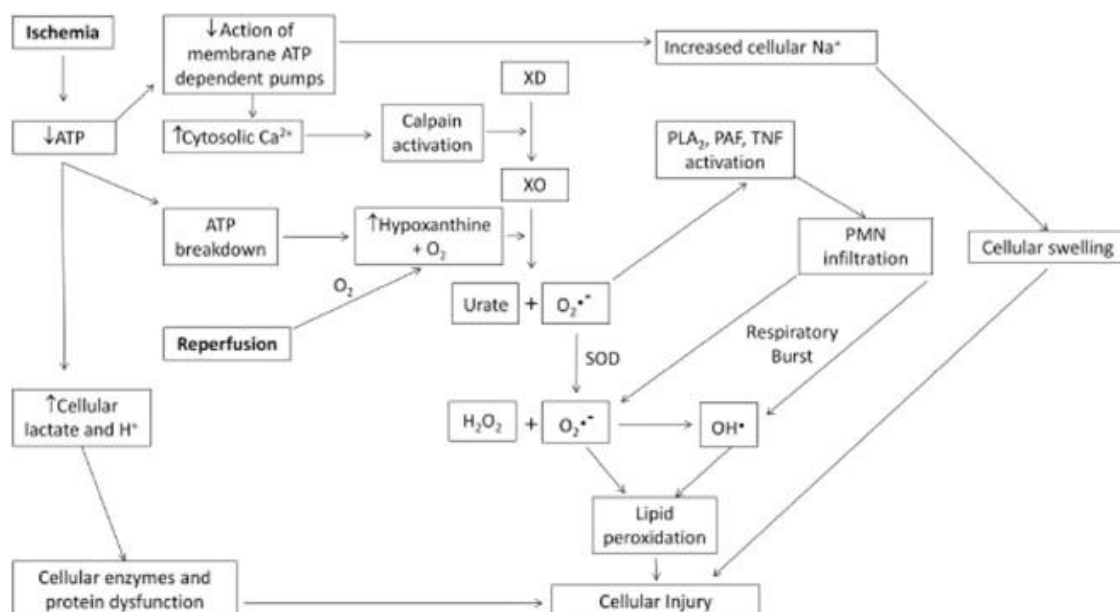 Ischemia
↓Action of
membrane ATP
dependent pumps
Increased cellular Na⁺
XD
↓ATP
↑Cytosolic Ca²⁺
Calpain
activation
PLA₂, PAF, TNF
activation
XO
ATP
breakdown
↑Hypoxanthine
+ O₂
PMN
infiltration
Cellular swelling
O₂
Urate + O₂•⁻
Reperfusion
Respiratory
Burst
SOD
↑Cellular
lactate and H⁺
H₂O₂ + O₂•⁻
OH•
Lipid
peroxidation
Cellular enzymes and
protein dysfunction
Cellular Injury